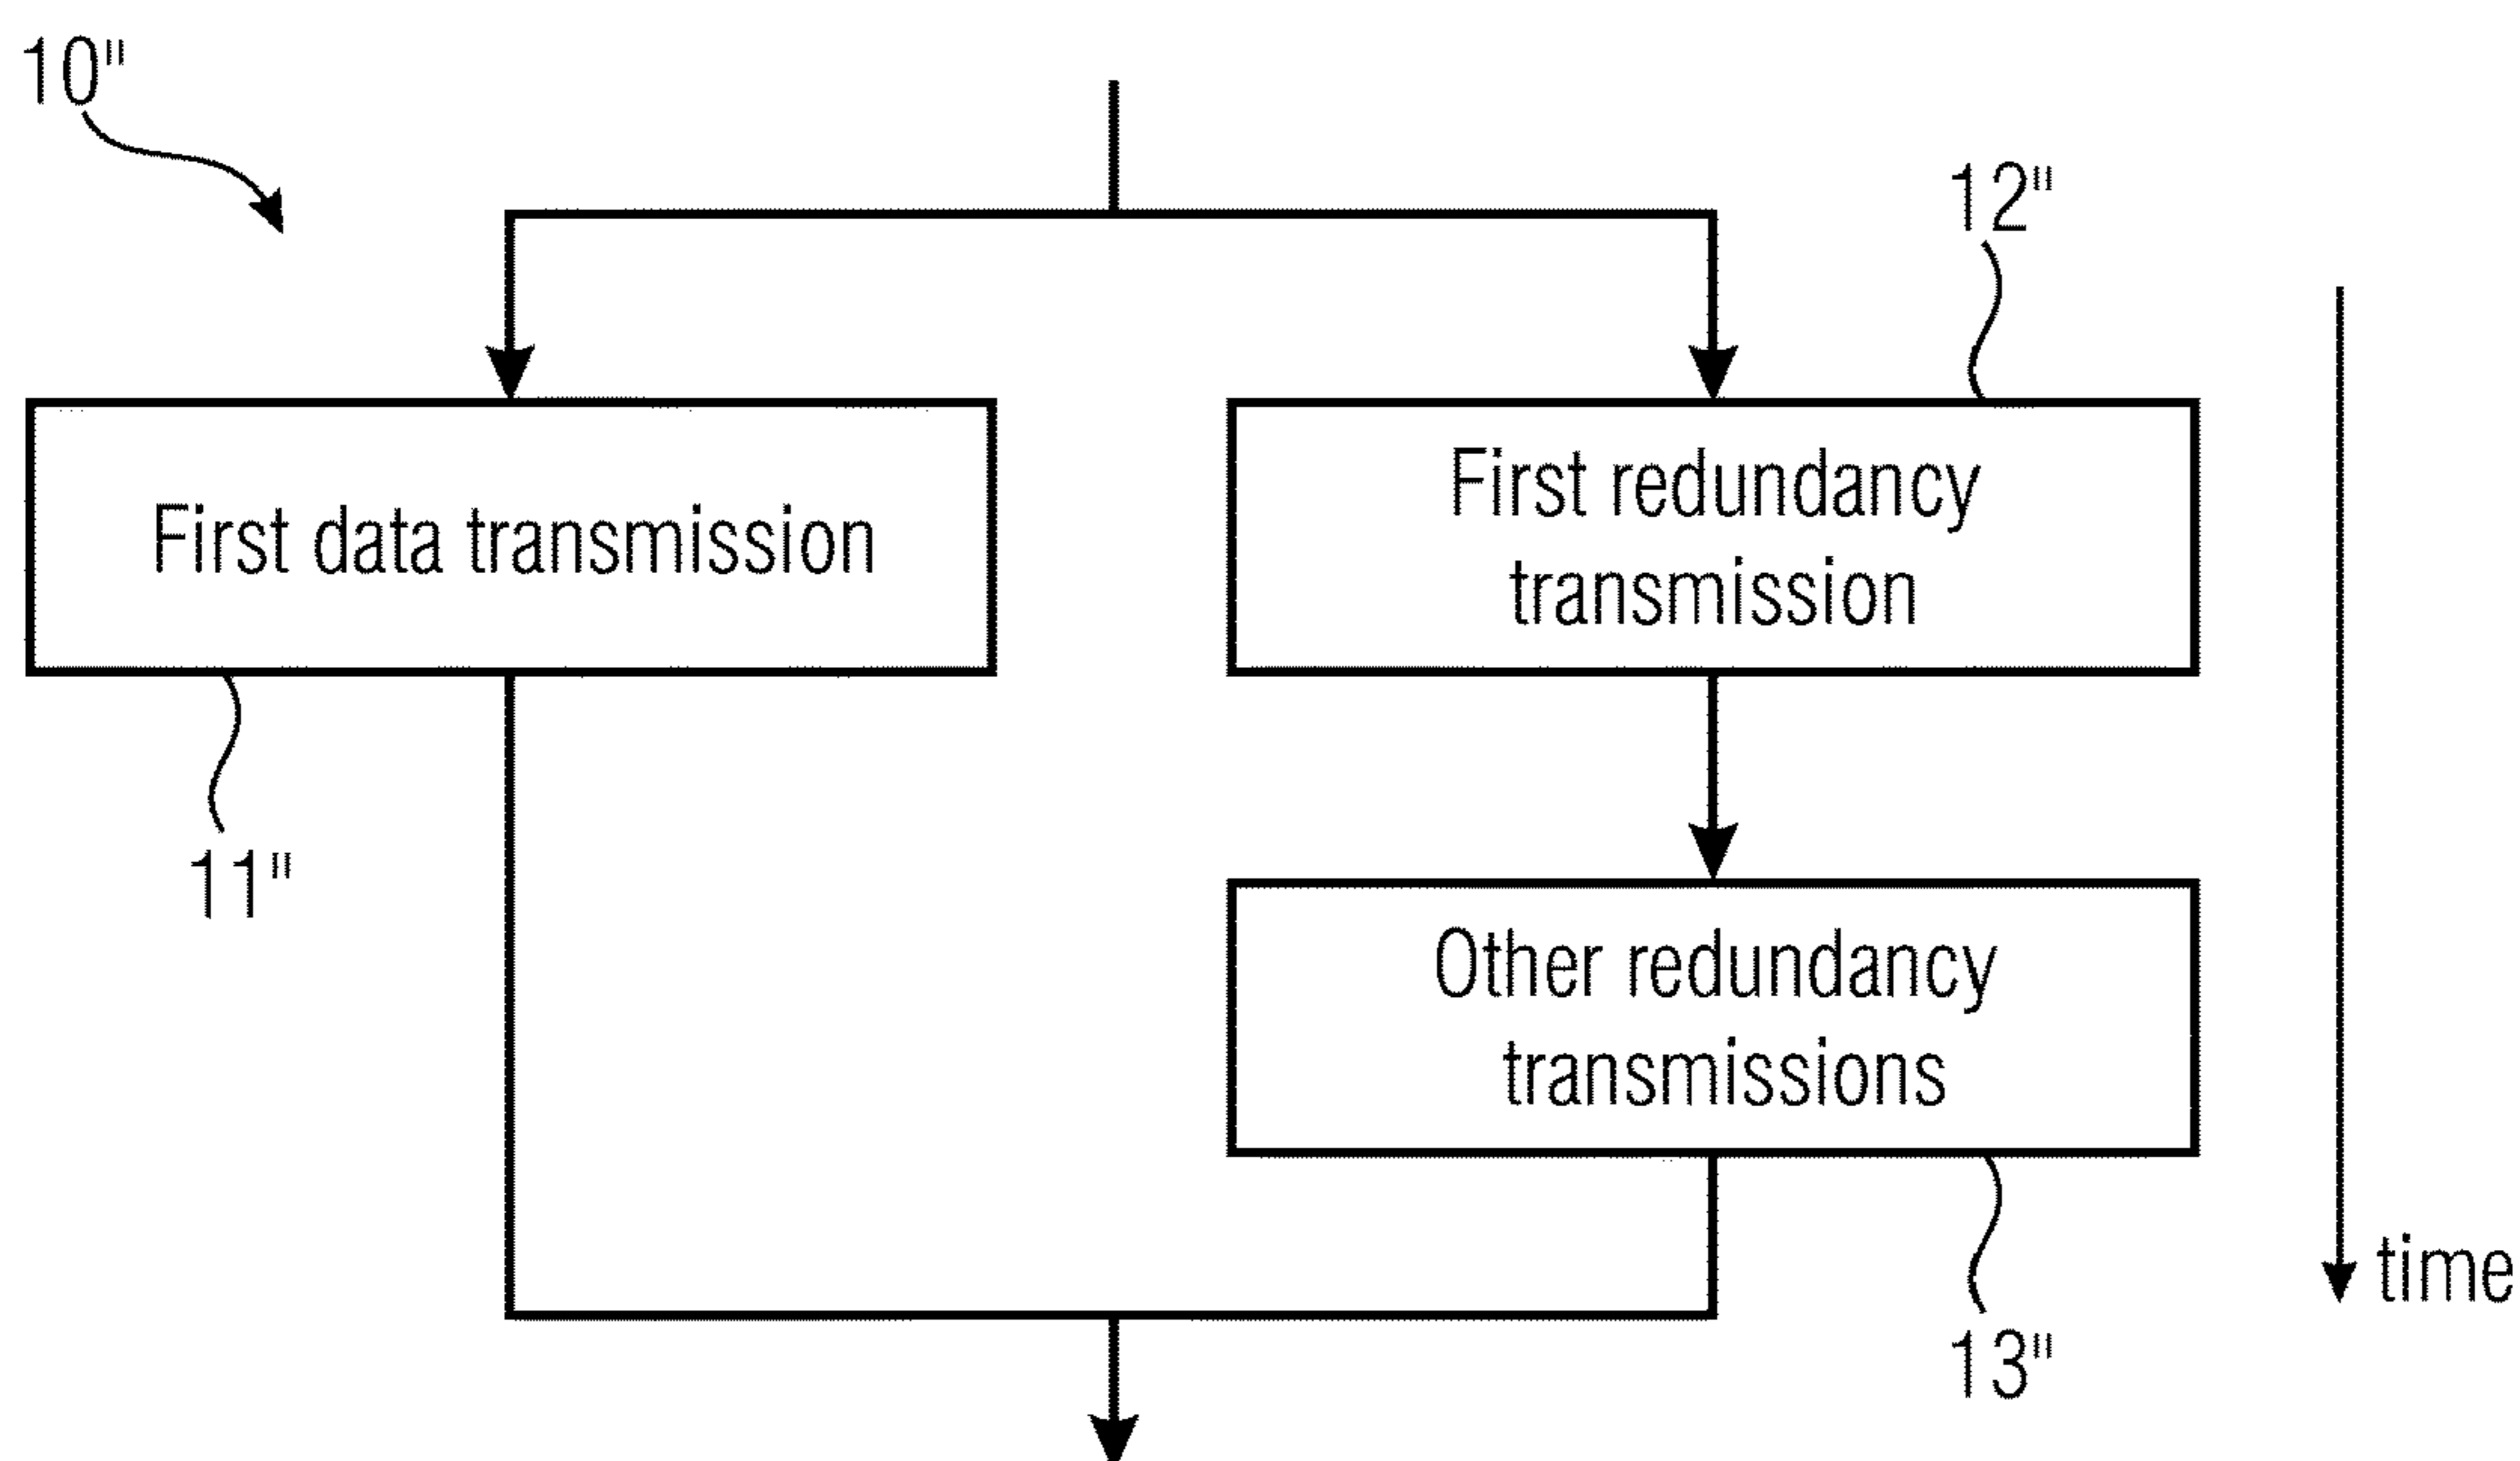 10"
12"
First data transmission
First redundancy
transmission
11"
Other redundancy
transmissions
time
13"